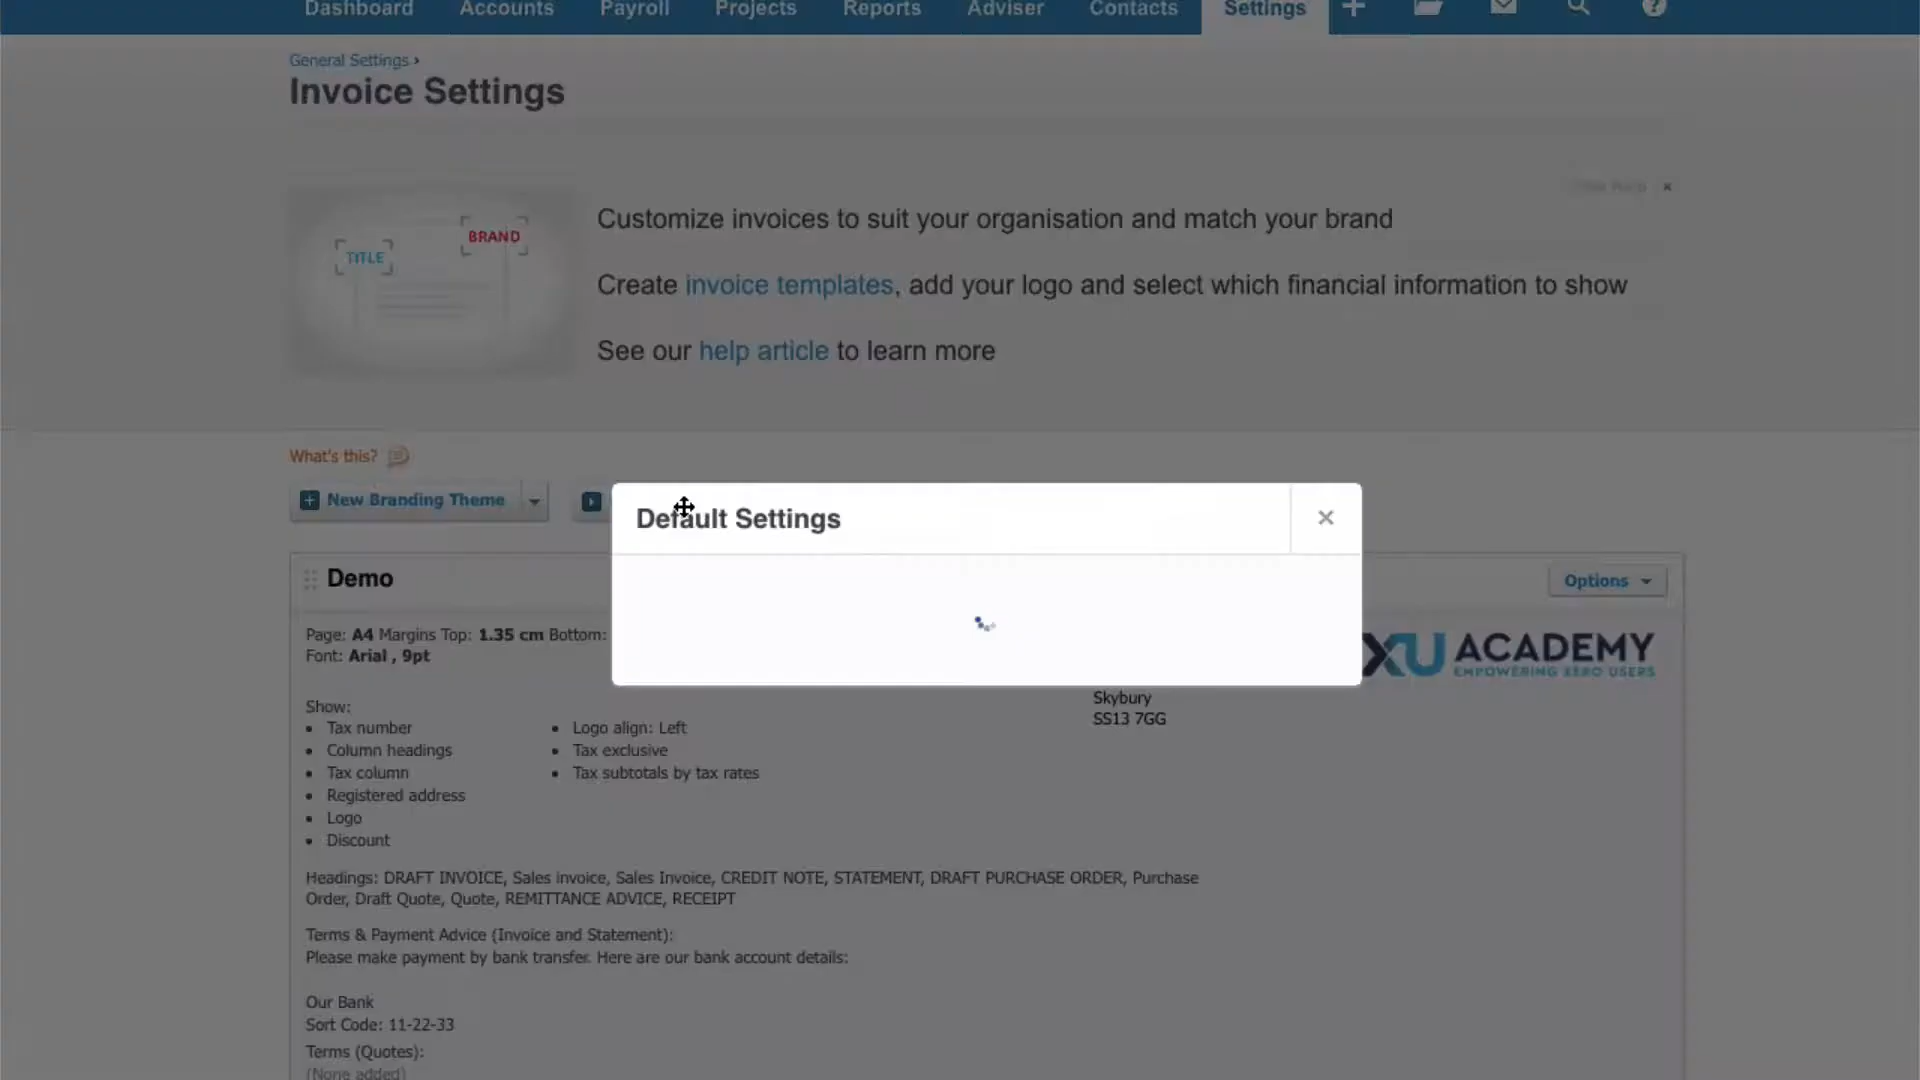 Dashboard Accounts Payroll Projects Reports Adviser Contacts Settings
General Settings ›
Invoice Settings
TITLE
BRAND
Customize invoices to suit your organisation and match your brand
Create invoice templates, add your logo and select which financial information to show
See our help article to learn more
What's this?
New Branding Theme
Default Settings
Demo
Options
Page: A4 Margins Top: 1.35 cm Bottom:
Font: Arial , 9pt
XU ACADEMY
EMPOWERING XERO USERS
Skybury
SS13 7GG
Show:
• Tax number
• Column headings
• Tax column
• Registered address
• Logo
• Discount
• Logo align: Left
• Tax exclusive
• Tax subtotals by tax rates
Headings: DRAFT INVOICE, Sales invoice, Sales Invoice, CREDIT NOTE, STATEMENT, DRAFT PURCHASE ORDER, Purchase
Order, Draft Quote, Quote, REMITTANCE ADVICE, RECEIPT
Terms & Payment Advice (Invoice and Statement):
Please make payment by bank transfer. Here are our bank account details:
Our Bank
Sort Code: 11-22-33
Terms (Quotes):
(None added)